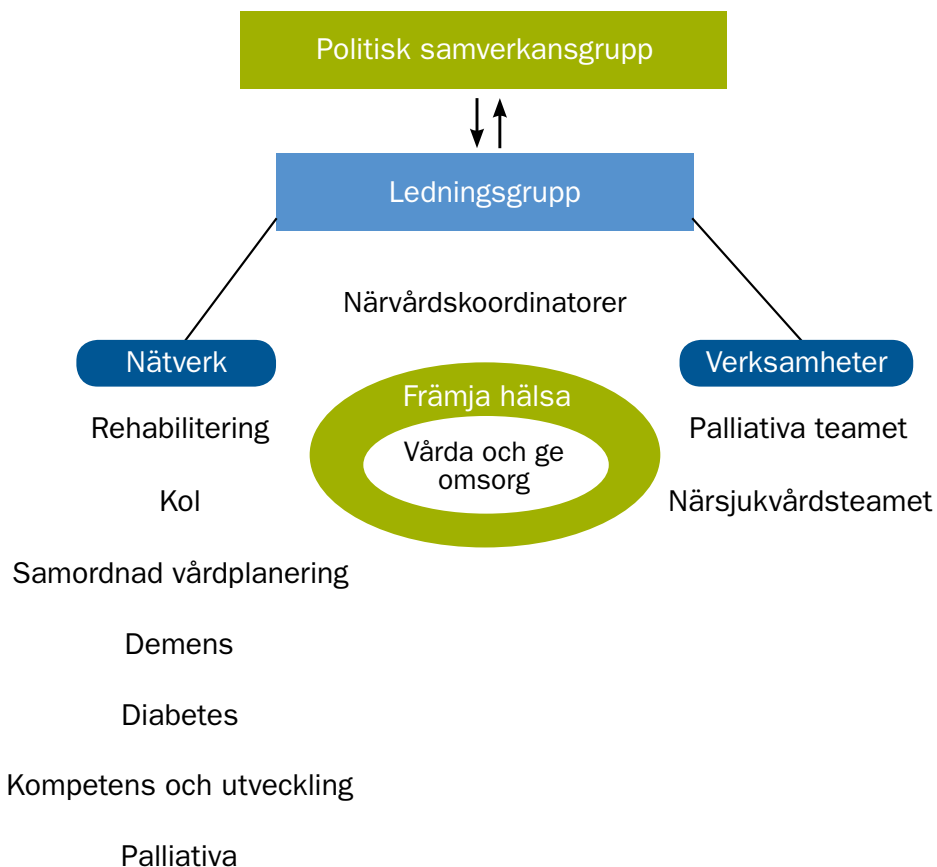 Politisk samverkansgrupp
Ledningsgrupp
Närvårdskoordinatorer
Nätverk
Rehabilitering
Kol
Samordnad vårdplanering
Demens
Diabetes
Kompetens och utveckling
Palliativa
Främja hälsa
Vårda och ge
omsorg
Verksamheter
Palliativa teamet
Närsjukvårdsteamet